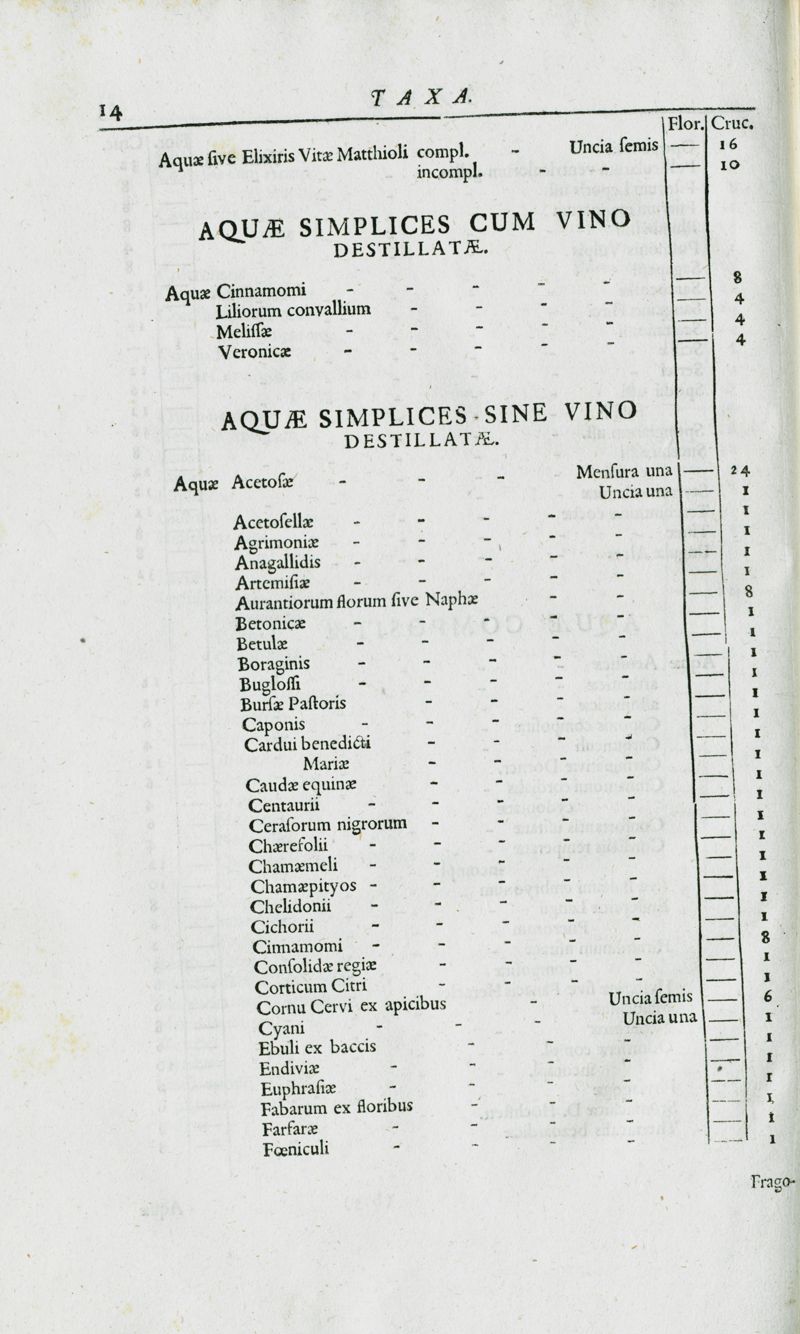 14 TAXA.
Flor. Cruc.
Aquæ ſive Elixiris Vitæ Matthioli compl. - Uncia ſemis — 16
incompl. - - — 10
AQUÆ SIMPLICES CUM VINO
DESTILLATÆ.
Aquæ Cinnamomi - - - - - — 8
Liliorum convallium - - - - — 4
Meliſſæ - - - - - — 4
Veronicæ - - - - - — 4
AQUÆ SIMPLICES SINE VINO
DESTILLATÆ.
Aquæ Acetoſæ - - - Menſura una — 24
Uncia una — 1
Acetoſellæ - - - - - — 1
Agrimoniæ - - - - - — 1
Anagallidis - - - - - — 1
Artemiſiæ - - - - - — 1
Aurantiorum florum ſive Naphæ - - — 8
Betonicæ - - - - - — 1
Betulæ - - - - - — 1
Boraginis - - - - - — 1
Bugloſſi - - - - - — 1
Burſæ Paſtoris - - - - — 1
Caponis - - - - - — 1
Cardui benedicti - - - - — 1
Mariæ - - - - — 1
Caudæ equinæ - - - - — 1
Centaurii - - - - - — 1
Ceraſorum nigrorum - - - - — 1
Chærefolii - - - - - — 1
Chamæmeli - - - - - — 1
Chamæpityos - - - - - — 1
Chelidonii - - - - - — 1
Cichorii - - - - - — 1
Cinnamomi - - - - - — 8
Conſolidæ regiæ - - - - — 1
Corticum Citri - - - - — 1
Cornu Cervi ex apicibus - Uncia ſemis — 6
Cyani - - - Uncia una — 1
Ebuli ex baccis - - - — 1
Endiviæ - - - - — 1
Euphraſiæ - - - - — 1
Fabarum ex floribus - - - — 1
Farfaræ - - - - — 1
Fœniculi - - - - — 1
Frago-